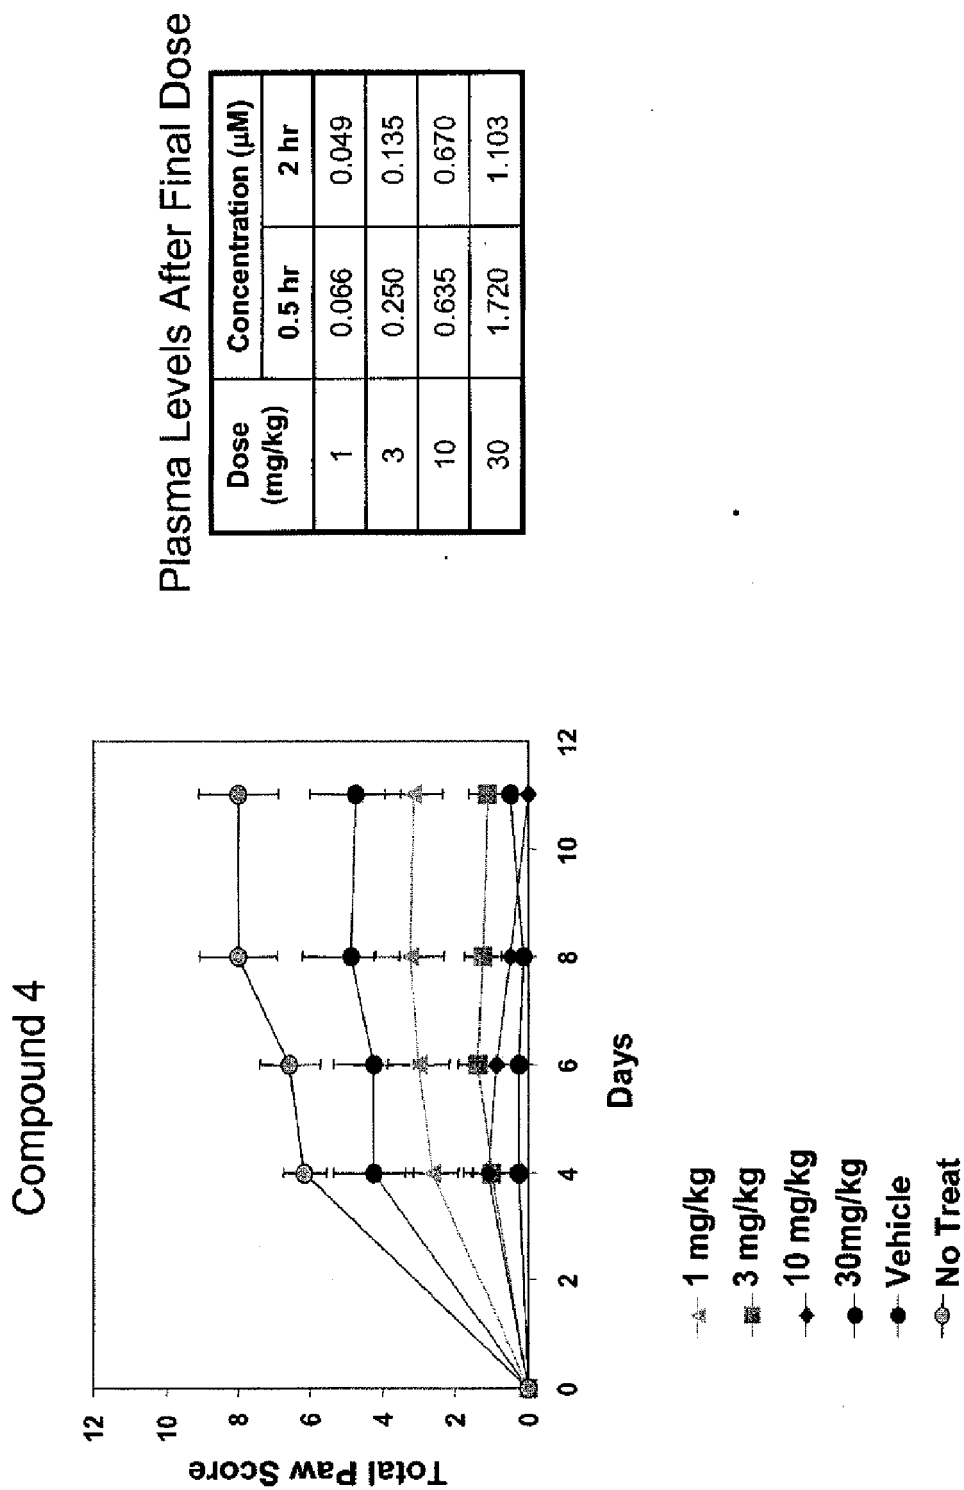 Compound 4
Total Paw Score
12
10
8
6
4
2
0
0 2 4 6 8 10 12
Days
1 mg/kg
3 mg/kg
10 mg/kg
30mg/kg
Vehicle
No Treat
Plasma Levels After Final Dose
Dose (mg/kg) Concentration (μM)
0.5 hr 2 hr
1 0.066 0.049
3 0.250 0.135
10 0.635 0.670
30 1.720 1.103